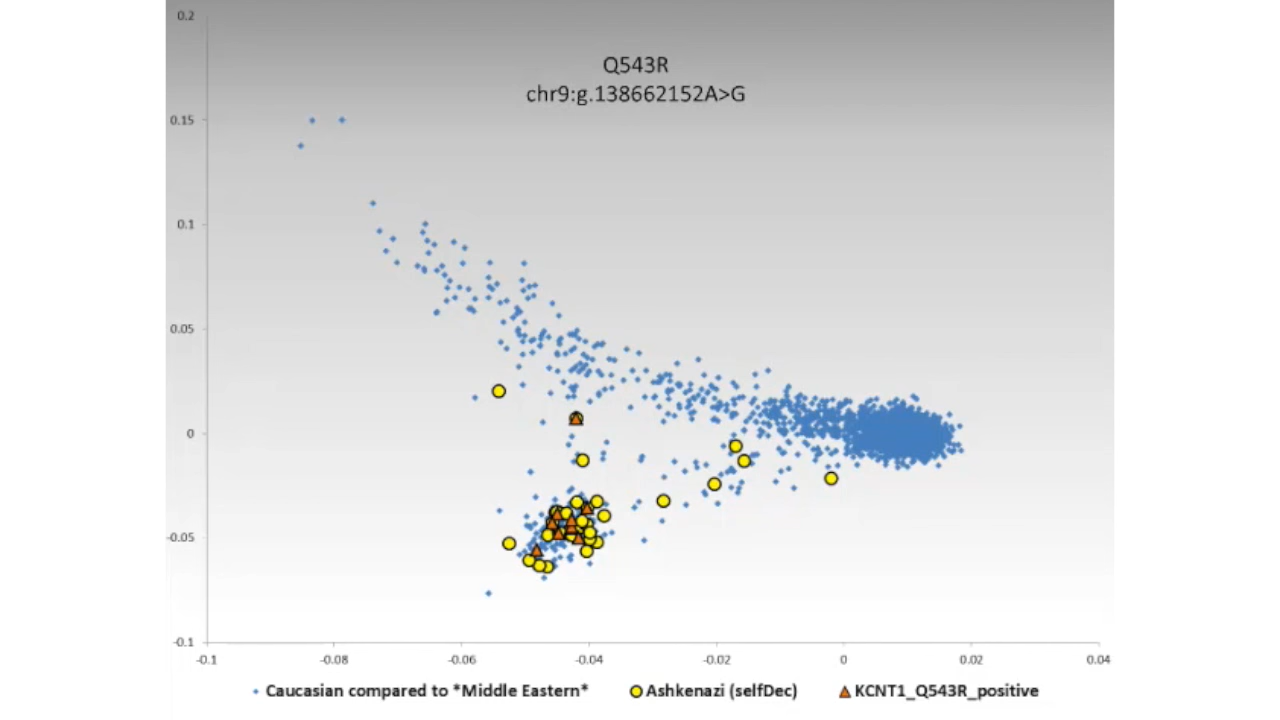 0.2
Q543R
chr9:g.138662152A>G
0.15
0.1
0.05
0
-0.05
-0.1
-0.1 -0.08 -0.06 -0.04 -0.02 0 0.02 0.04
Caucasian compared to *Middle Eastern* Ashkenazi (selfDec) KCNT1_Q543R_positive